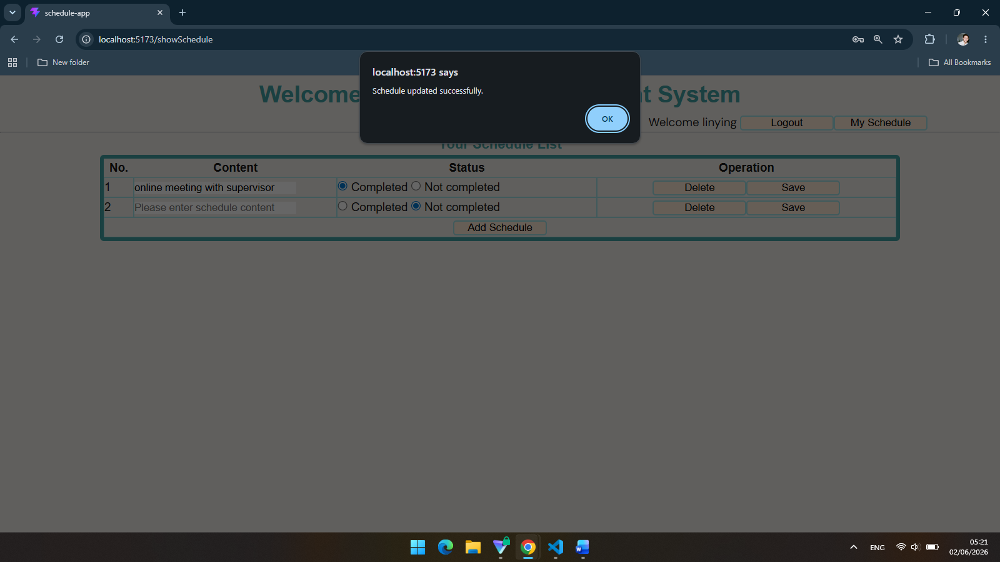 schedule-app
localhost:5173/showSchedule
New folder
All Bookmarks
localhost:5173 says
Schedule updated successfully.
OK
Welcome t System
Welcome linying Logout My Schedule
Your Schedule List
No. Content Status Operation
1 online meeting with supervisor Completed Not completed Delete Save
2 Please enter schedule content Completed Not completed Delete Save
Add Schedule
ENG
05:21
02/06/2026